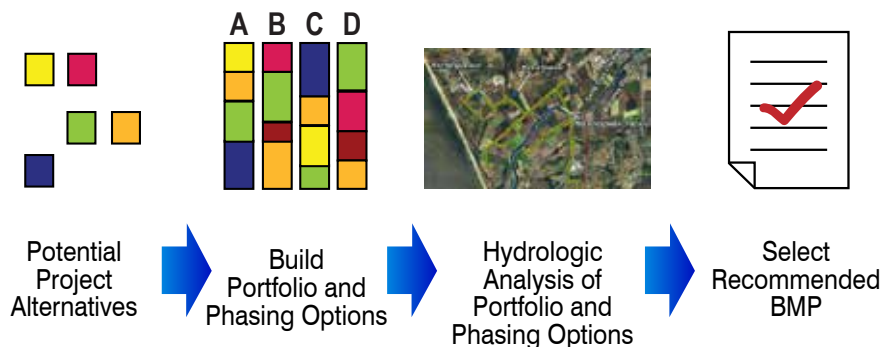 A B C D
Potential
Project
Alternatives
Build
Portfolio and
Phasing Options
Hydrologic
Analysis of
Portfolio and
Phasing Options
Select
Recommended
BMP